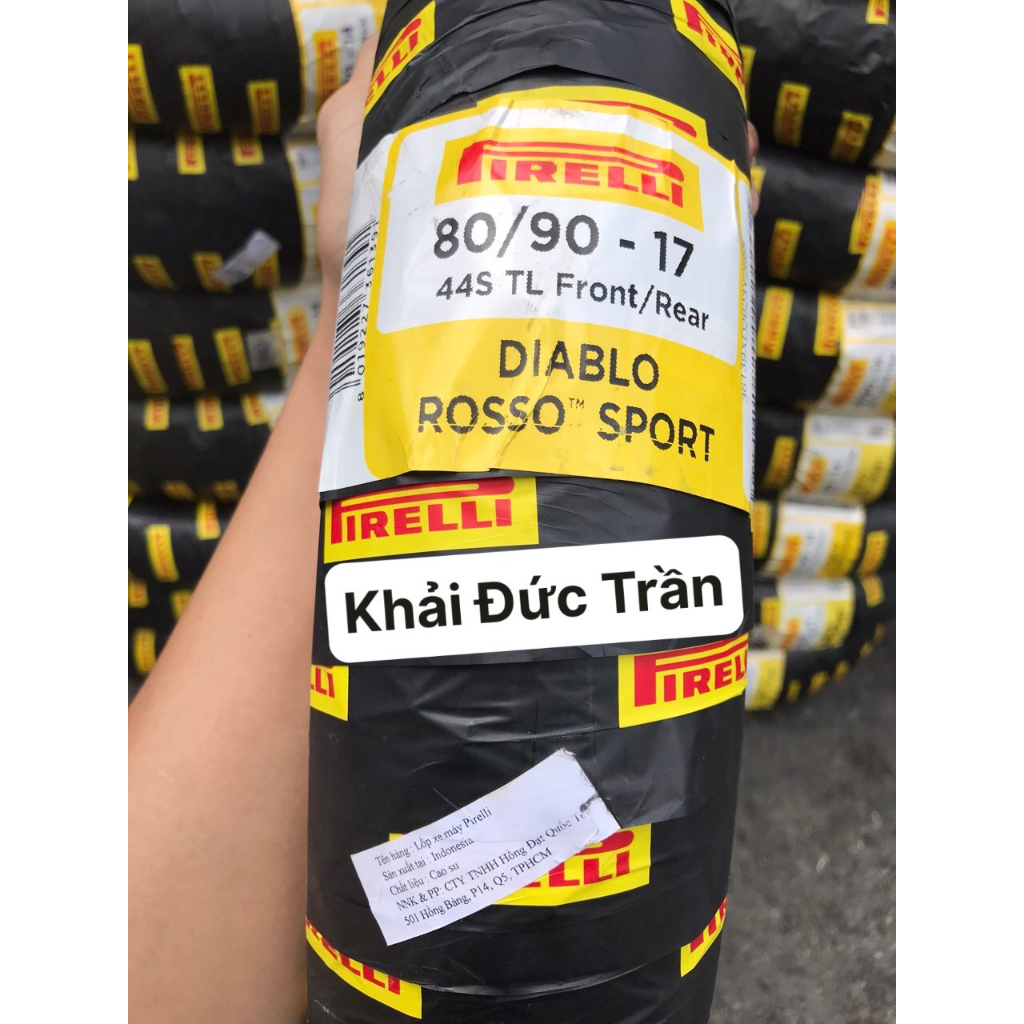 PIRELLI
80/90 - 17
44S TL Front/Rear
DIABLO
ROSSO™ SPORT
PIRELLI
Khải Đức Trần
PIRELLI
Tên hàng : Lốp xe máy Pirelli
Sản xuất tại : Indonesia
Chất liệu : Cao su
NNK & PP: CTY TNHH Hồng Đạt Quốc
501 Hồng Bàng, P14, Q5, TPHCM
ELLI
PIRELLI